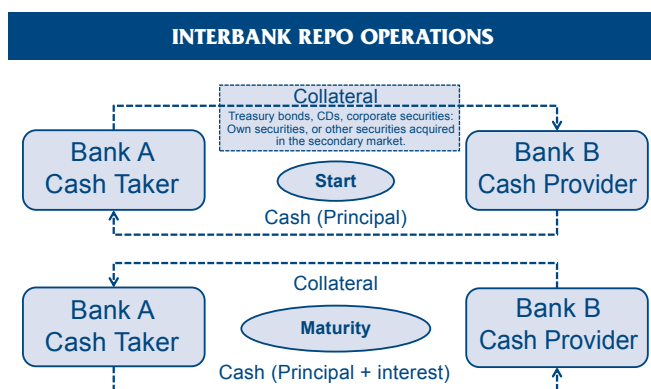 INTERBANK REPO OPERATIONS
Collateral
Treasury bonds, CDs, corporate securities:
Own securities, or other securities acquired
in the secondary market.
Bank A
Cash Taker
Start
Bank B
Cash Provider
Cash (Principal)
Collateral
Bank A
Cash Taker
Maturity
Bank B
Cash Provider
Cash (Principal + interest)